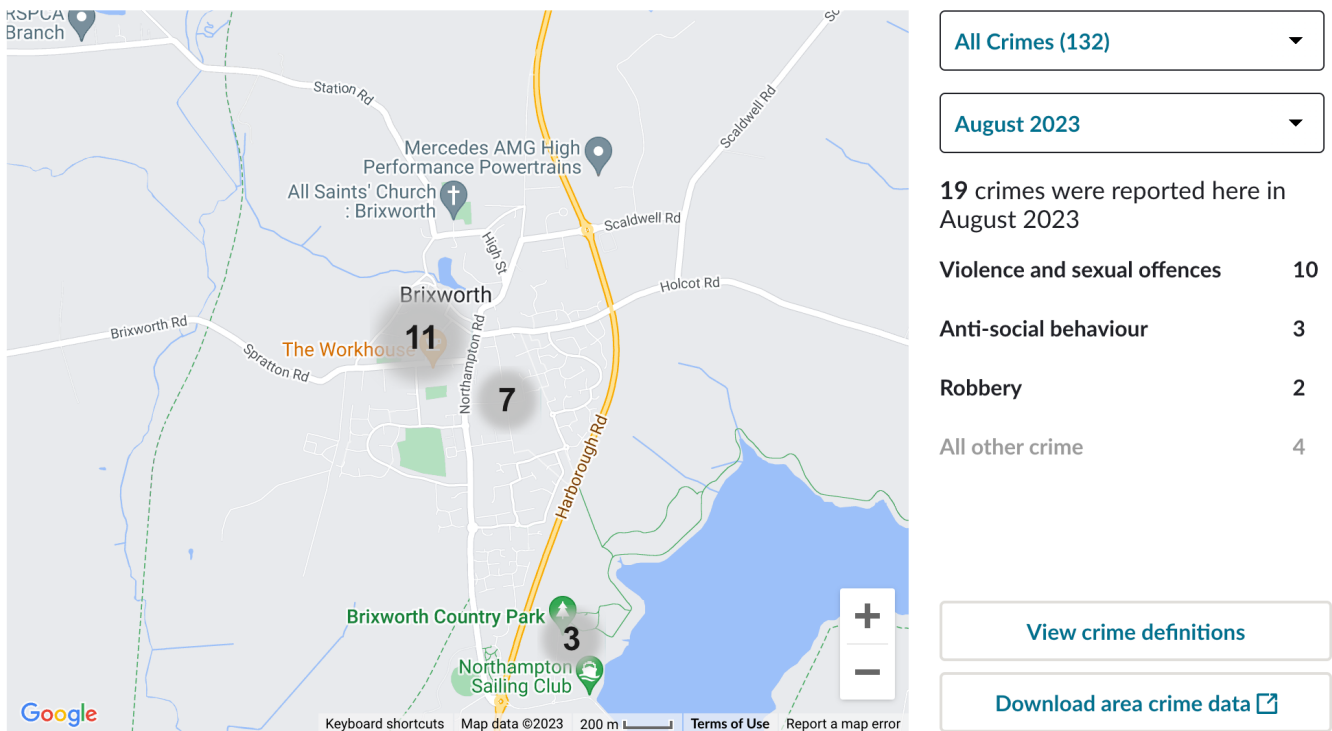 RSPCA
Branch
Sc
Station Rd
Scaldwell Rd
Mercedes AMG High
Performance Powertrains
All Saints' Church
: Brixworth
Scaldwell Rd
High St
Holcot Rd
Brixworth
11
Brixworth Rd
The Workhouse
Spratton Rd
Northampton Rd
7
Harborough Rd
Brixworth Country Park
3
Northampton
Sailing Club
+
−
Google
Keyboard shortcuts Map data ©2023 200 m Terms of Use Report a map error
All Crimes (132)
August 2023
19 crimes were reported here in
August 2023
Violence and sexual offences 10
Anti-social behaviour 3
Robbery 2
All other crime 4
View crime definitions
Download area crime data